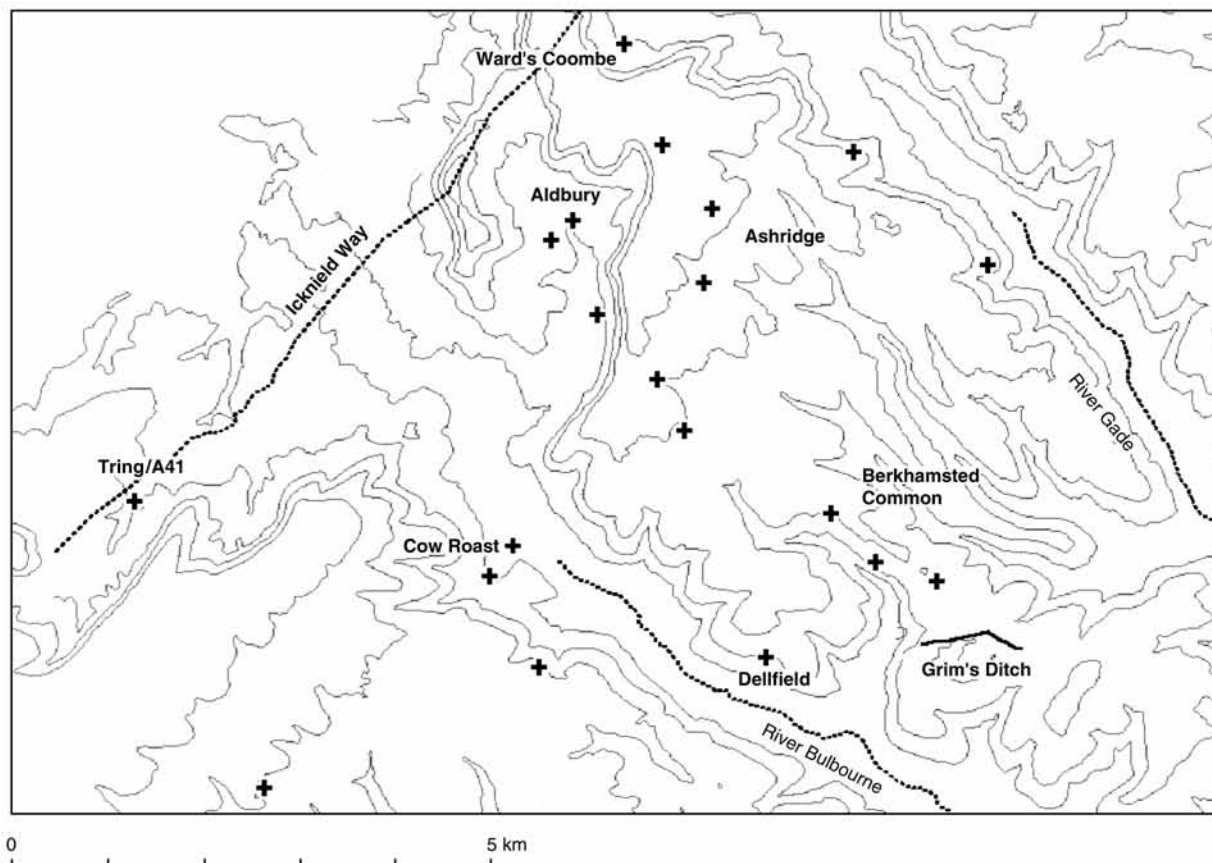 Ward's Coombe
Aldbury
Ashridge
Icknield Way
River Gade
Tring/A41
Berkhamsted
Common
Cow Roast
Dellfield
Grim's Ditch
River Bulbourne
0
5 km